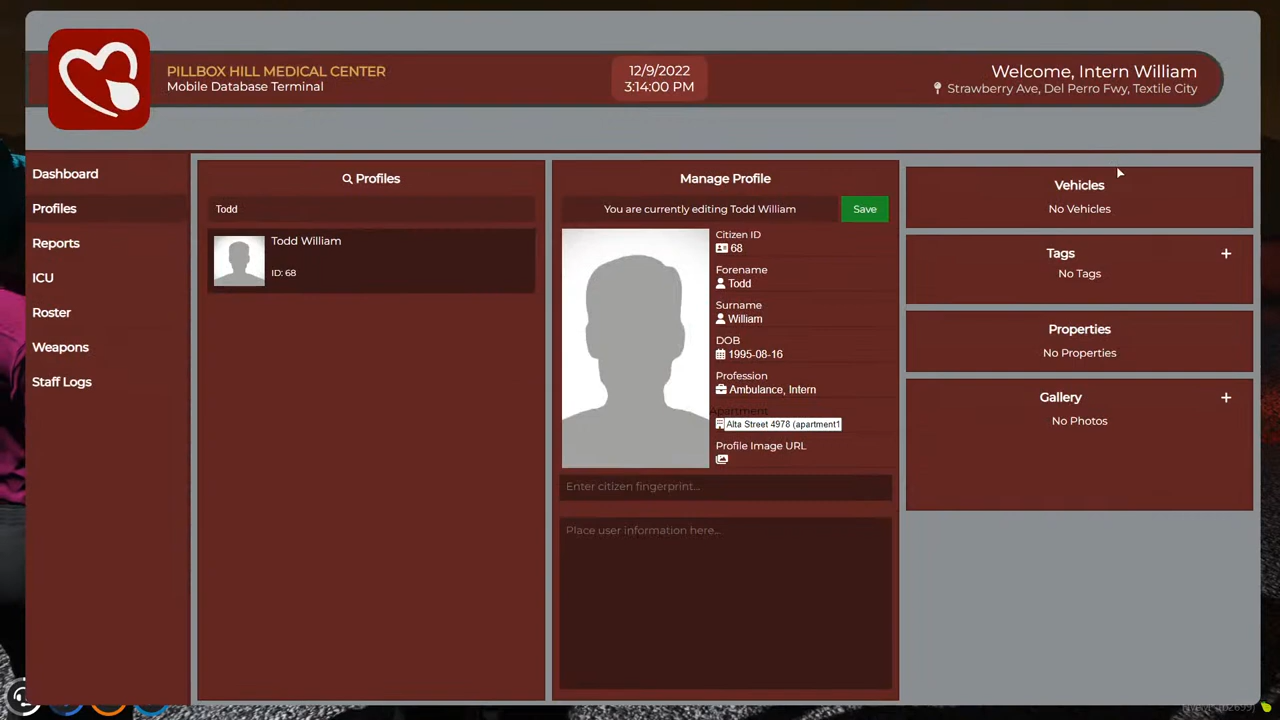 PILLBOX HILL MEDICAL CENTER
Mobile Database Terminal
12/9/2022
3:14:00 PM
Welcome, Intern William
Strawberry Ave, Del Perro Fwy, Textile City
Dashboard
Profiles
Reports
ICU
Roster
Weapons
Staff Logs
Profiles
Todd
Todd William
ID: 68
Manage Profile
You are currently editing Todd William
Save
Citizen ID
68
Forename
Todd
Surname
William
DOB
1995-08-16
Profession
Ambulance, Intern
Apartment
Alta Street 4978 (apartment1
Profile Image URL
Enter citizen fingerprint...
Place user information here...
Vehicles
No Vehicles
Tags
+
No Tags
Properties
No Properties
Gallery
+
No Photos